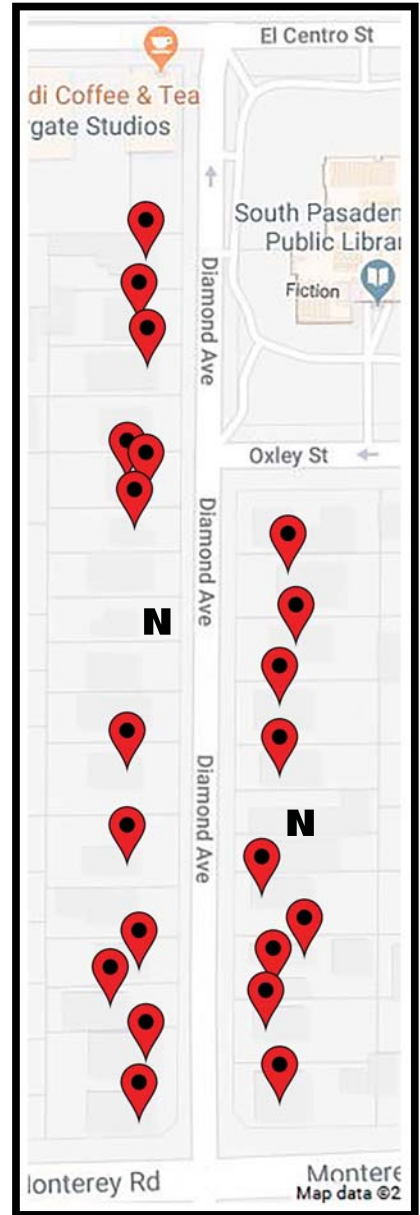 El Centro St
di Coffee & Tea
gate Studios
South Pasaden
Public Librar
Fiction
Diamond Ave
Oxley St
Diamond Ave
N
Diamond Ave
N
Monterey Rd
Montere
Map data ©2